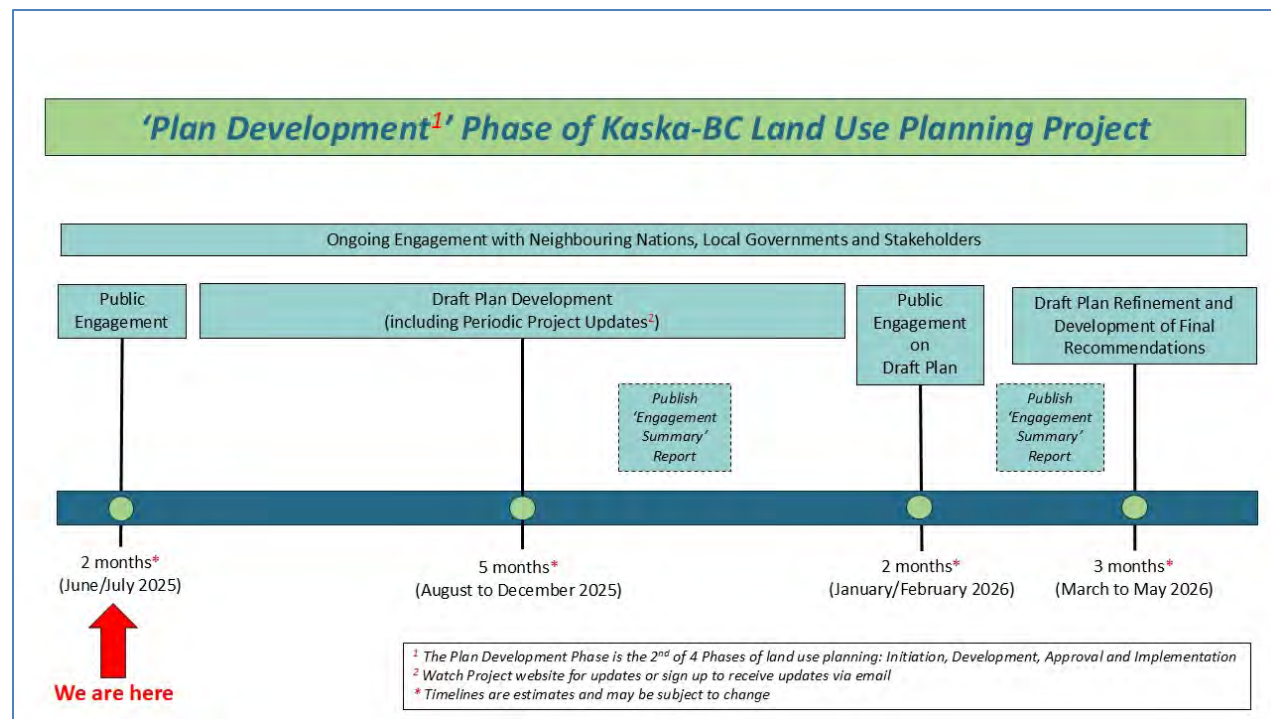 ‘Plan Development¹’ Phase of Kaska-BC Land Use Planning Project
Ongoing Engagement with Neighbouring Nations, Local Governments and Stakeholders
Public
Engagement
Draft Plan Development
(including Periodic Project Updates²)
Public
Engagement
on
Draft Plan
Draft Plan Refinement and
Development of Final
Recommendations
Publish
‘Engagement
Summary’
Report
Publish
‘Engagement
Summary’
Report
2 months*
(June/July 2025)
5 months*
(August to December 2025)
2 months*
(January/February 2026)
3 months*
(March to May 2026)
We are here
¹ The Plan Development Phase is the 2nd of 4 Phases of land use planning: Initiation, Development, Approval and Implementation
² Watch Project website for updates or sign up to receive updates via email
* Timelines are estimates and may be subject to change